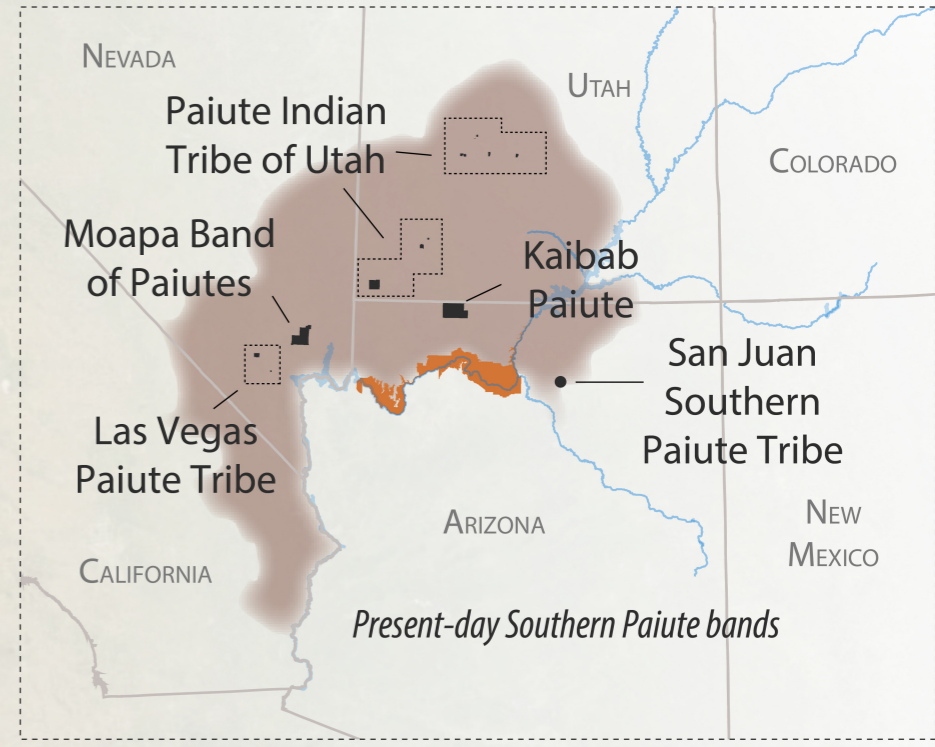 NEVADA
UTAH
Paiute Indian
Tribe of Utah
COLORADO
Moapa Band
of Paiutes
Kaibab
Paiute
San Juan
Southern
Paiute Tribe
Las Vegas
Paiute Tribe
ARIZONA
NEW
MEXICO
CALIFORNIA
Present-day Southern Paiute bands